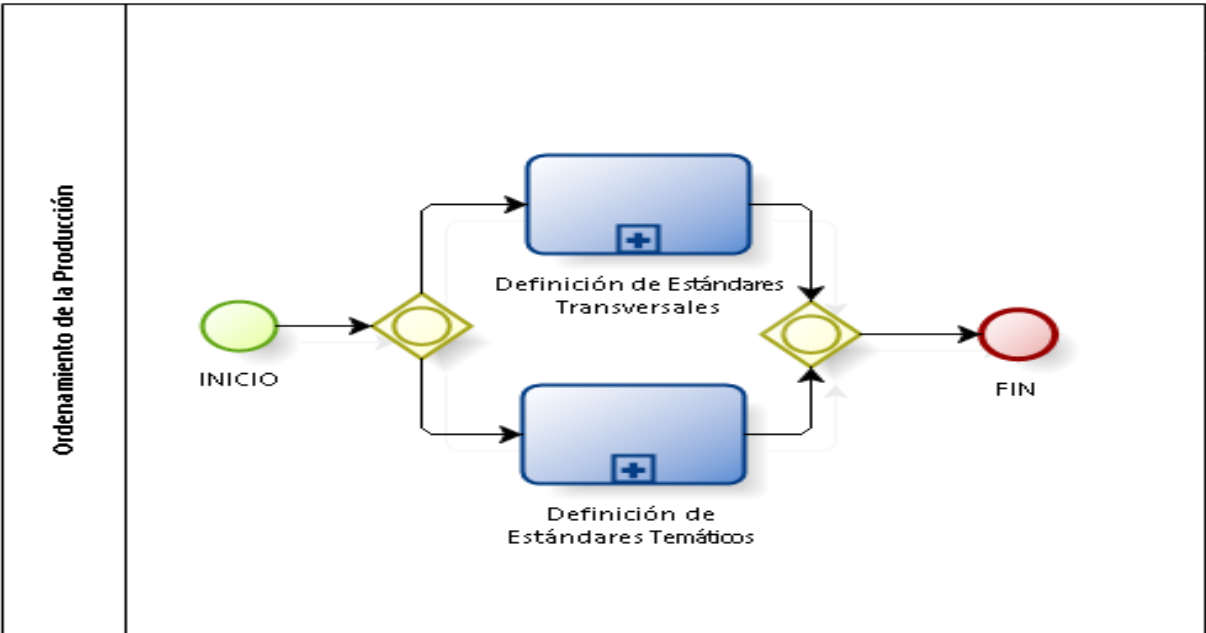 Ordenamiento de la Producción
Definición de Estándares
Transversales
INICIO
FIN
Definición de
Estándares Temáticos